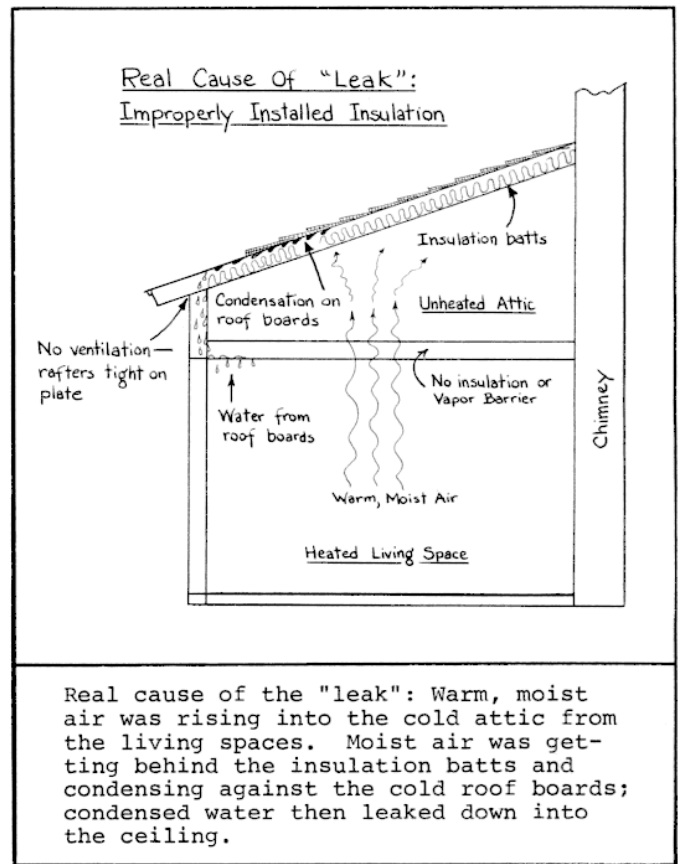 Real Cause Of "Leak":
Improperly Installed Insulation
Insulation batts
Condensation on
roof boards
Unheated Attic
No ventilation—
rafters tight on
plate
No insulation or
Vapor Barrier
Water from
roof boards
Chimney
Warm, Moist Air
Heated Living Space
Real cause of the "leak": Warm, moist
air was rising into the cold attic from
the living spaces. Moist air was get-
ting behind the insulation batts and
condensing against the cold roof boards;
condensed water then leaked down into
the ceiling.